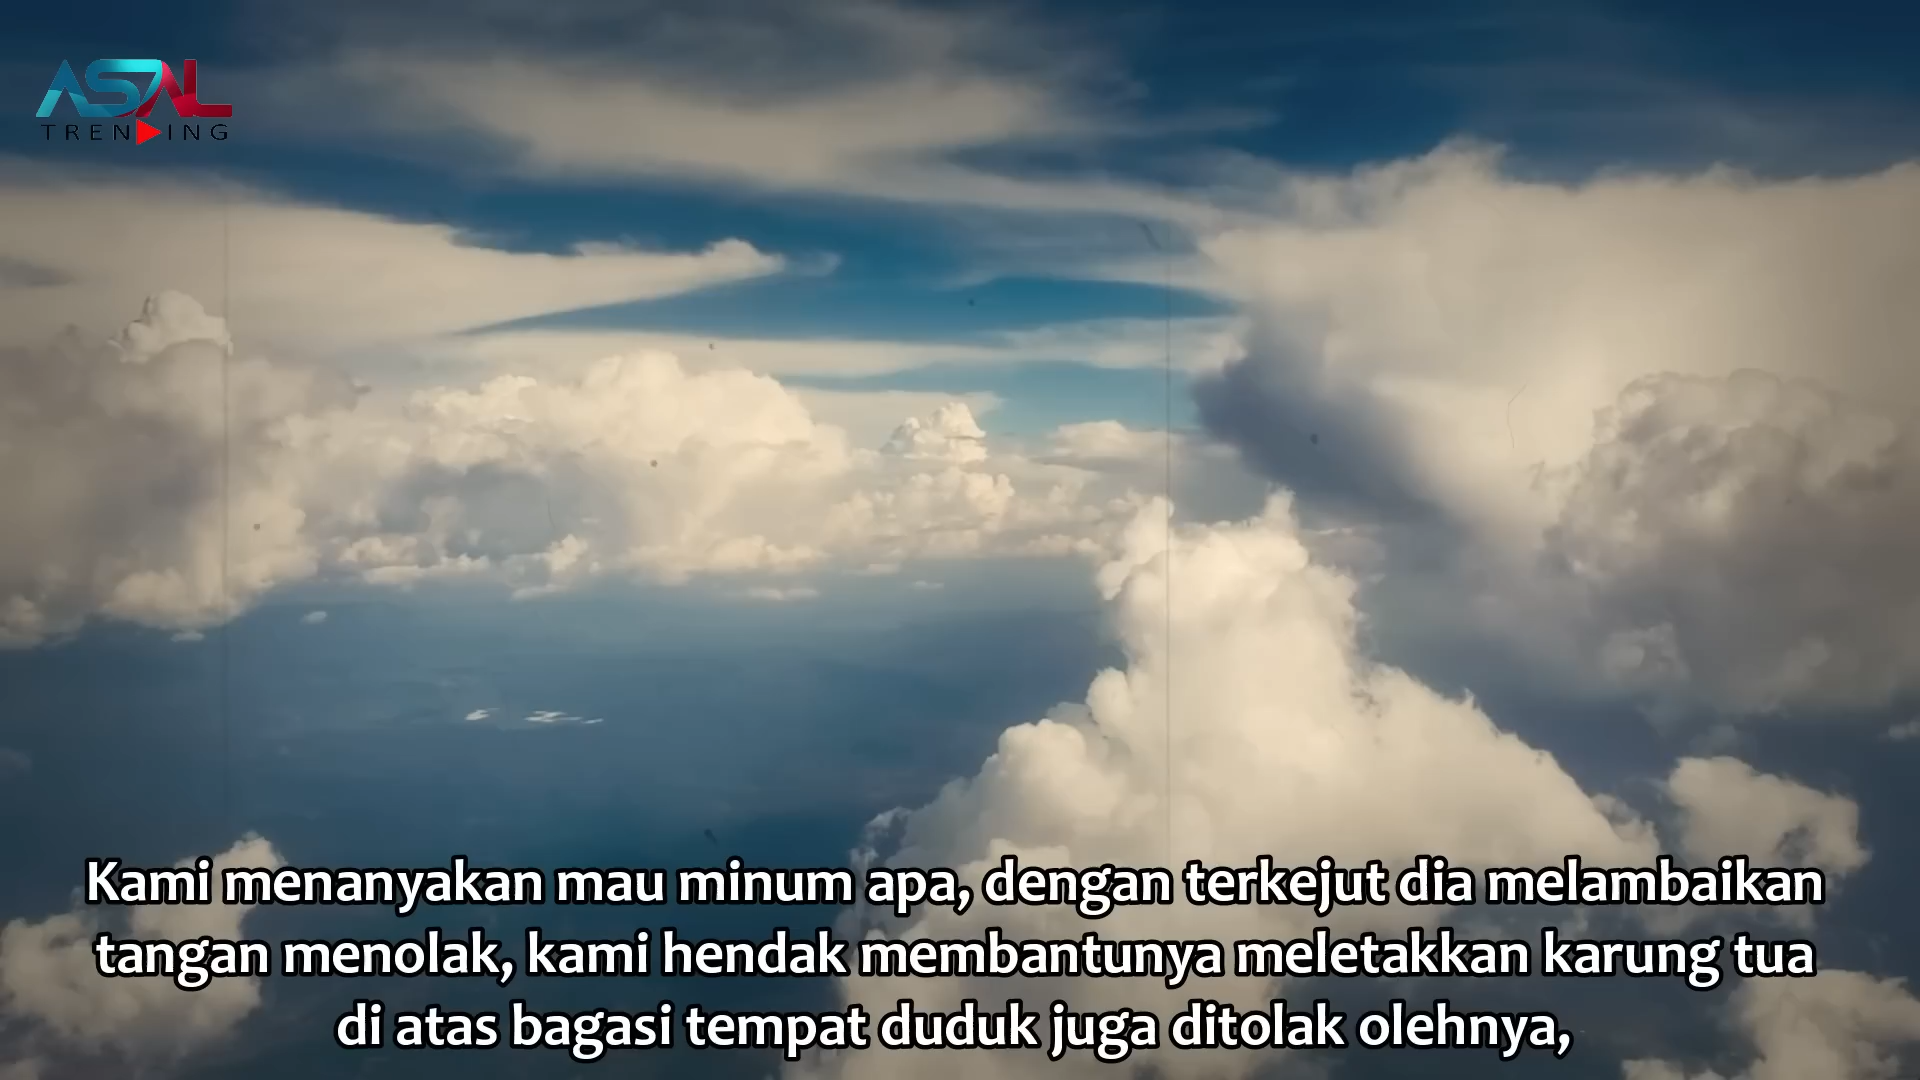 ASAL
TRENDING
Kami menanyakan mau minum apa, dengan terkejut dia melambaikan
tangan menolak, kami hendak membantunya meletakkan karung tua
di atas bagasi tempat duduk juga ditolak olehnya,